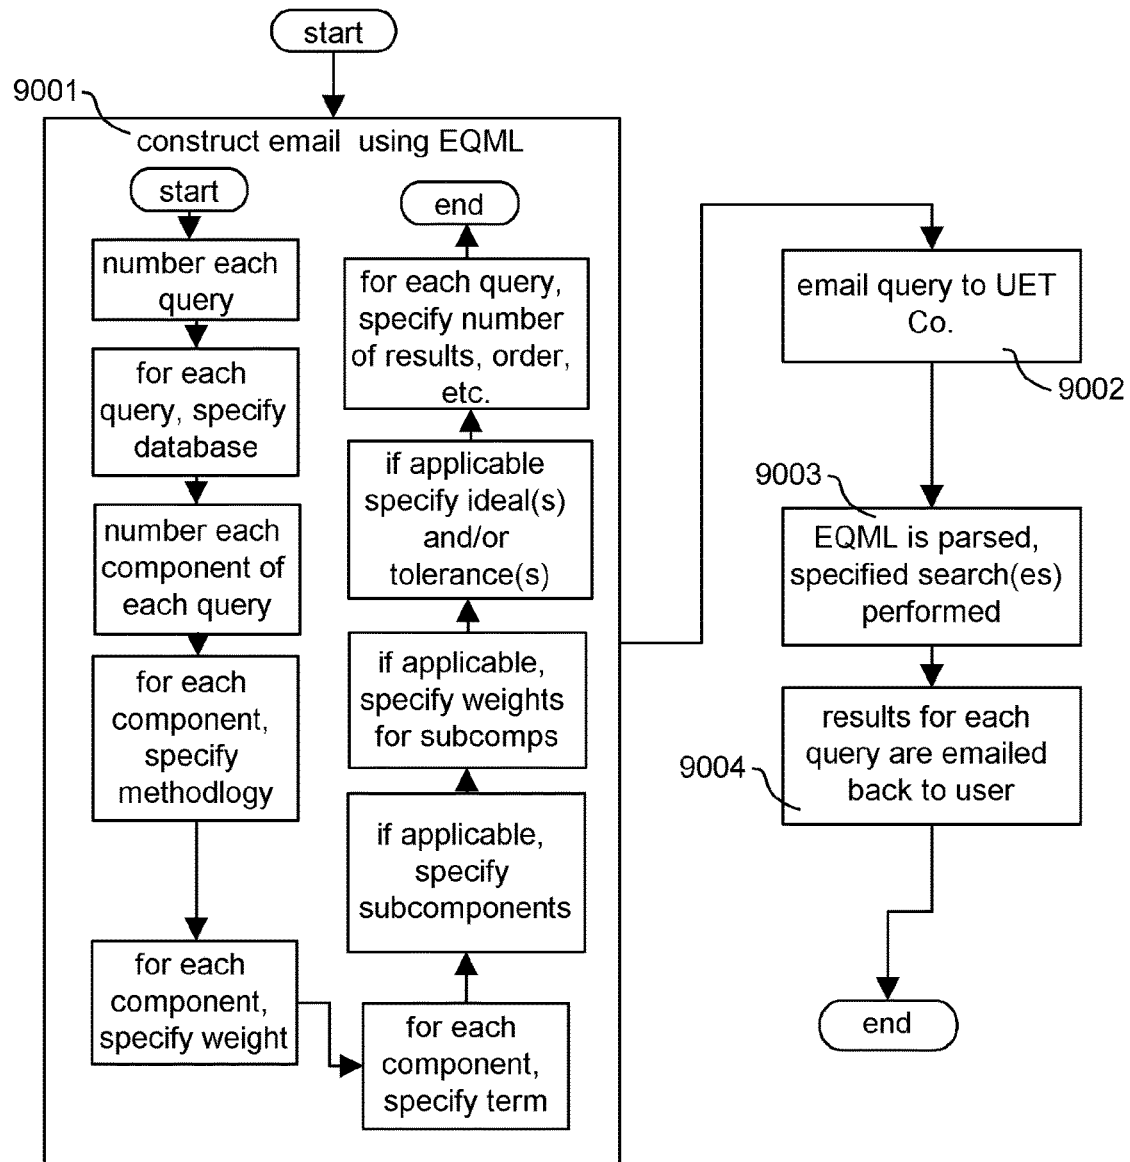 start
9001
construct email using EQML
start
number each
query
for each
query, specify
database
number each
component of
each query
for each
component,
specify
methodlogy
for each
component,
specify weight
for each
component,
specify term
if applicable,
specify
subcomponents
if applicable,
specify weights
for subcomps
if applicable
specify ideal(s)
and/or
tolerance(s)
for each query,
specify number
of results, order,
etc.
end
email query to UET
Co.
9002
9003
EQML is parsed,
specified search(es)
performed
results for each
query are emailed
back to user
9004
end